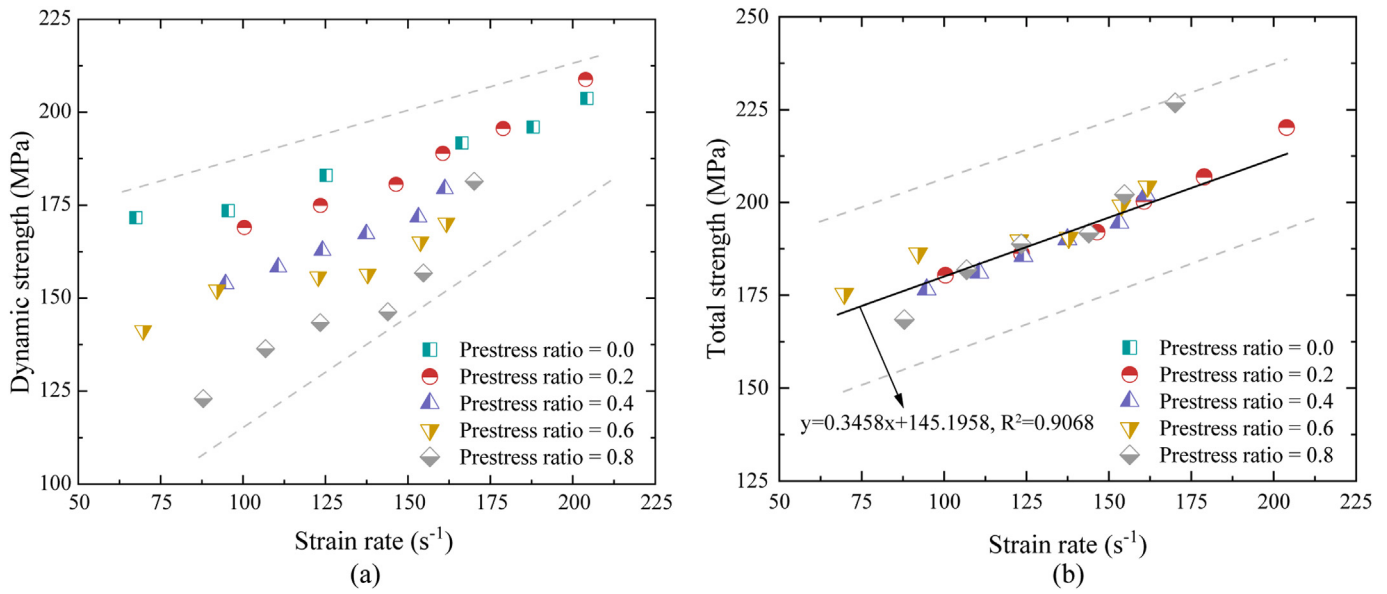 225
200
175
150
125
100
Dynamic strength (MPa)
Prestress ratio = 0.0
Prestress ratio = 0.2
Prestress ratio = 0.4
Prestress ratio = 0.6
Prestress ratio = 0.8
50 75 100 125 150 175 200 225
Strain rate (s⁻¹)
(a)
250
225
200
175
150
125
Total strength (MPa)
y=0.3458x+145.1958, R²=0.9068
Prestress ratio = 0.0
Prestress ratio = 0.2
Prestress ratio = 0.4
Prestress ratio = 0.6
Prestress ratio = 0.8
50 75 100 125 150 175 200 225
Strain rate (s⁻¹)
(b)